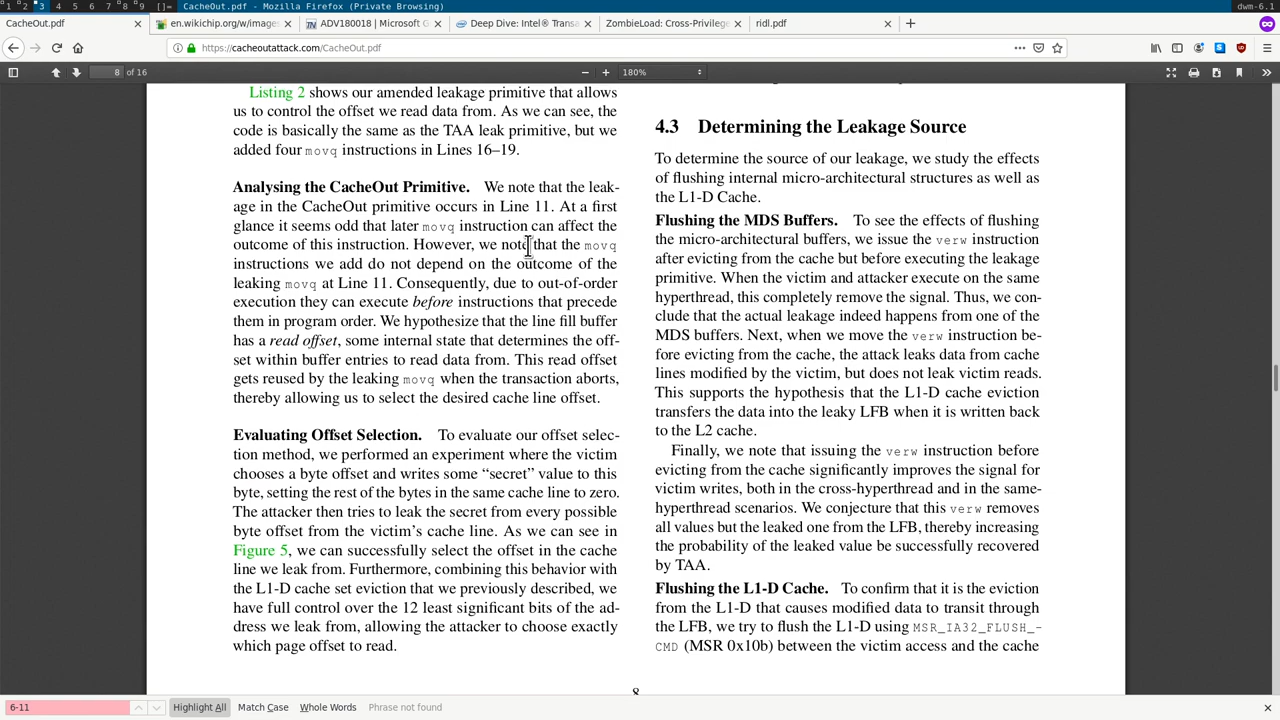 1 2 3 4 5 6 7 8 9 []= CacheOut.pdf - Mozilla Firefox (Private Browsing) dwm-6.1
CacheOut.pdf × en.wikichip.org/w/images × ADV180018 | Microsoft G × Deep Dive: Intel® Transa × ZombieLoad: Cross-Privilege × ridl.pdf ×
https://cacheoutattack.com/CacheOut.pdf
8 of 16 180%
Listing 2 shows our amended leakage primitive that allows
us to control the offset we read data from. As we can see, the
code is basically the same as the TAA leak primitive, but we
added four movq instructions in Lines 16–19.
Analysing the CacheOut Primitive. We note that the leak-
age in the CacheOut primitive occurs in Line 11. At a first
glance it seems odd that later movq instruction can affect the
outcome of this instruction. However, we note that the movq
instructions we add do not depend on the outcome of the
leaking movq at Line 11. Consequently, due to out-of-order
execution they can execute before instructions that precede
them in program order. We hypothesize that the line fill buffer
has a read offset, some internal state that determines the off-
set within buffer entries to read data from. This read offset
gets reused by the leaking movq when the transaction aborts,
thereby allowing us to select the desired cache line offset.
Evaluating Offset Selection. To evaluate our offset selec-
tion method, we performed an experiment where the victim
chooses a byte offset and writes some “secret” value to this
byte, setting the rest of the bytes in the same cache line to zero.
The attacker then tries to leak the secret from every possible
byte offset from the victim’s cache line. As we can see in
Figure 5, we can successfully select the offset in the cache
line we leak from. Furthermore, combining this behavior with
the L1-D cache set eviction that we previously described, we
have full control over the 12 least significant bits of the ad-
dress we leak from, allowing the attacker to choose exactly
which page offset to read.
4.3 Determining the Leakage Source
To determine the source of our leakage, we study the effects
of flushing internal micro-architectural structures as well as
the L1-D Cache.
Flushing the MDS Buffers. To see the effects of flushing
the micro-architectural buffers, we issue the verw instruction
after evicting from the cache but before executing the leakage
primitive. When the victim and attacker execute on the same
hyperthread, this completely remove the signal. Thus, we con-
clude that the actual leakage indeed happens from one of the
MDS buffers. Next, when we move the verw instruction be-
fore evicting from the cache, the attack leaks data from cache
lines modified by the victim, but does not leak victim reads.
This supports the hypothesis that the L1-D cache eviction
transfers the data into the leaky LFB when it is written back
to the L2 cache.
Finally, we note that issuing the verw instruction before
evicting from the cache significantly improves the signal for
victim writes, both in the cross-hyperthread and in the same-
hyperthread scenarios. We conjecture that this verw removes
all values but the leaked one from the LFB, thereby increasing
the probability of the leaked value be successfully recovered
by TAA.
Flushing the L1-D Cache. To confirm that it is the eviction
from the L1-D that causes modified data to transit through
the LFB, we try to flush the L1-D using MSR_IA32_FLUSH_-
CMD (MSR 0x10b) between the victim access and the cache
8
6-11 Highlight All Match Case Whole Words Phrase not found